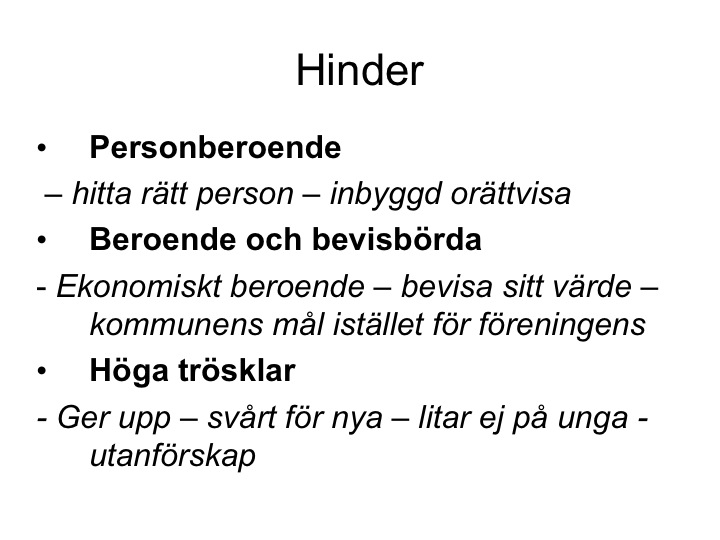 Hinder
• Personberoende
– hitta rätt person – inbyggd orättvisa
• Beroende och bevisbörda
- Ekonomiskt beroende – bevisa sitt värde –
kommunens mål istället för föreningens
• Höga trösklar
- Ger upp – svårt för nya – litar ej på unga -
utanförskap